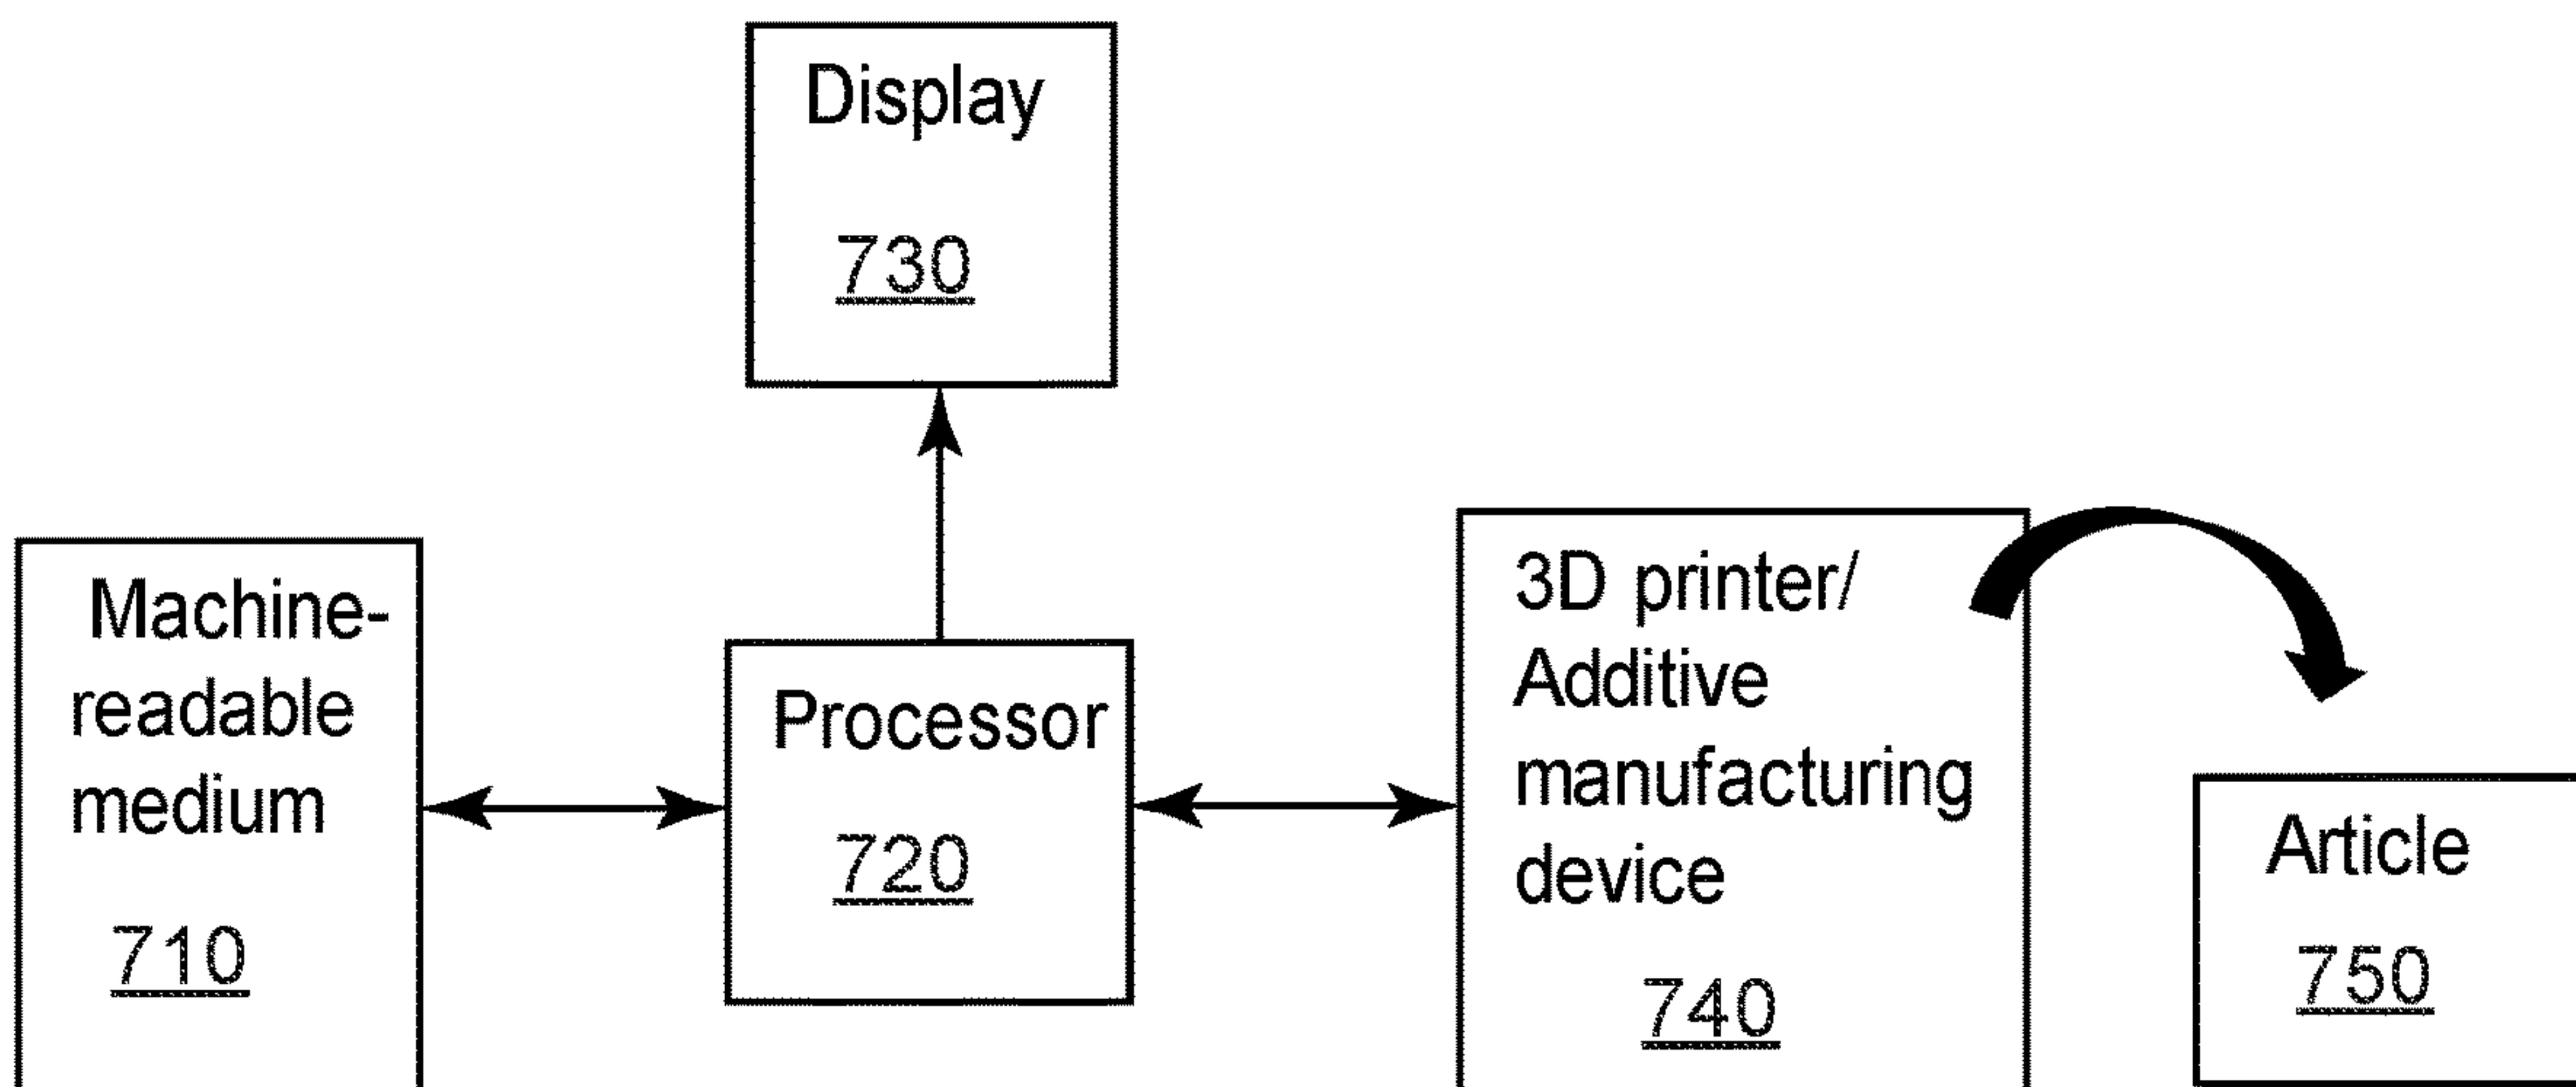 Display
730
Machine-
readable
medium
710
Processor
720
3D printer/
Additive
manufacturing
device
740
Article
750